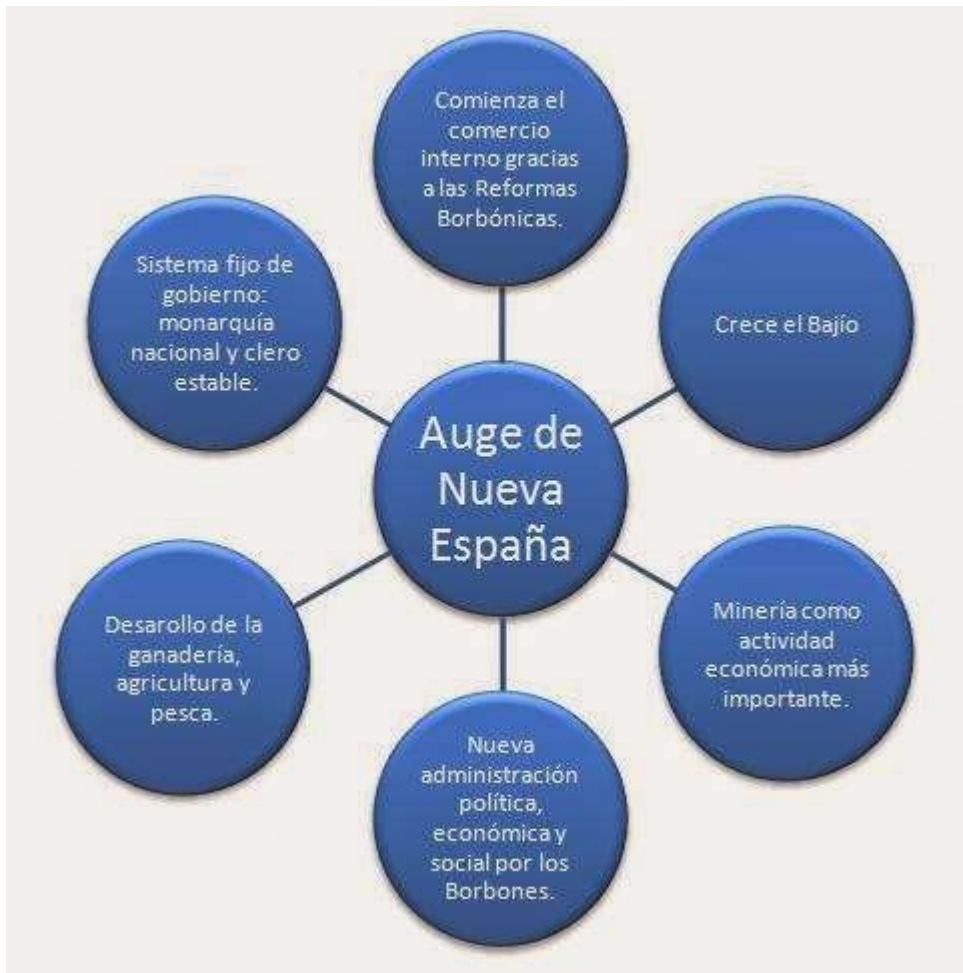 Comienza el
comercio
interno gracias
a las Reformas
Borbónicas.
Sistema fijo de
gobierno:
monarquía
nacional y clero
estable.
Crece el Bajío
Auge de
Nueva
España
Desarollo de la
ganadería,
agricultura y
pesca.
Minería como
actividad
económica más
importante.
Nueva
administración
política,
económica y
social por los
Borbones.